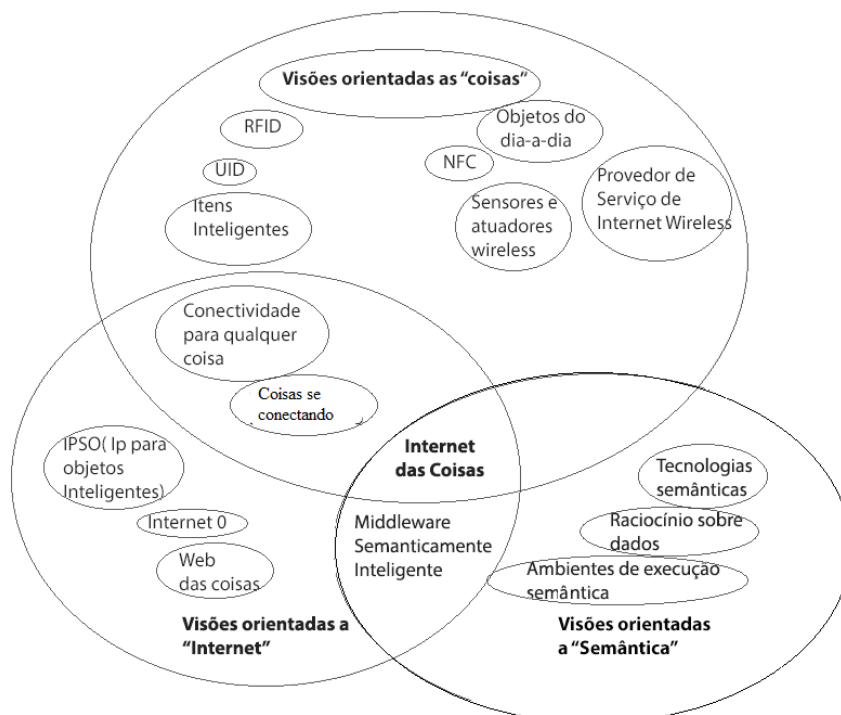 Visões orientadas as “coisas”
RFID
Objetos do
dia-a-dia
NFC
UID
Provedor de
Serviço de
Internet Wireless
Itens
Inteligentes
Sensores e
atuadores
wireless
Conectividade
para qualquer
coisa
Coisas se
conectando
IPSO( Ip para
objetos
Inteligentes)
Internet
das Coisas
Tecnologias
semânticas
Internet 0
Middleware
Semanticamente
Inteligente
Raciocínio sobre
dados
Web
das coisas
Ambientes de execução
semântica
Visões orientadas a
“Internet”
Visões orientadas
a “Semântica”